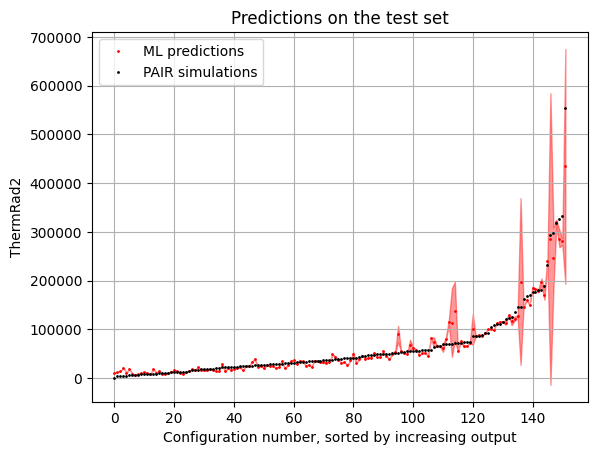 Predictions on the test set
ML predictions
PAIR simulations
ThermRad2
700000
600000
500000
400000
300000
200000
100000
0
0 20 40 60 80 100 120 140
Configuration number, sorted by increasing output